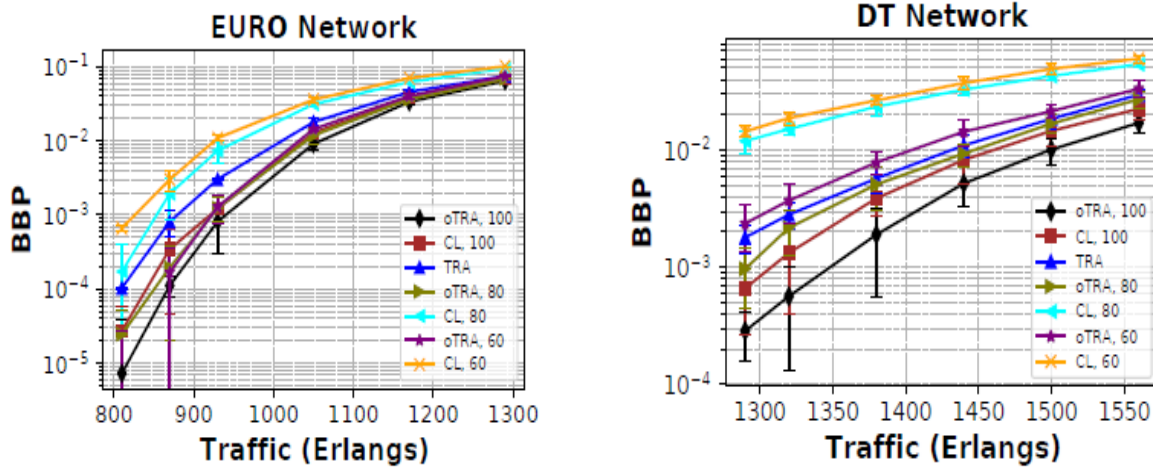 EURO Network
BBP
10⁻¹
10⁻²
10⁻³
10⁻⁴
10⁻⁵
800 900 1000 1100 1200 1300
Traffic (Erlangs)
oTRA, 100
CL, 100
TRA
oTRA, 80
CL, 80
oTRA, 60
CL, 60
DT Network
BBP
10⁻²
10⁻³
10⁻⁴
1300 1350 1400 1450 1500 1550
Traffic (Erlangs)
oTRA, 100
CL, 100
TRA
oTRA, 80
CL, 80
oTRA, 60
CL, 60